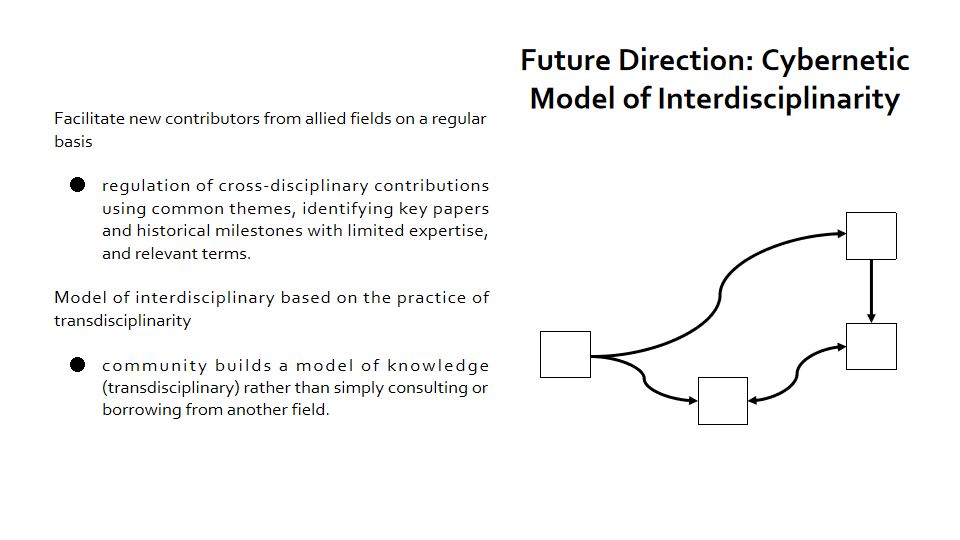 Future Direction: Cybernetic
Model of Interdisciplinarity
Facilitate new contributors from allied fields on a regular
basis
● regulation of cross-disciplinary contributions
using common themes, identifying key papers
and historical milestones with limited expertise,
and relevant terms.
Model of interdisciplinary based on the practice of
transdisciplinarity
● community builds a model of knowledge
(transdisciplinary) rather than simply consulting or
borrowing from another field.